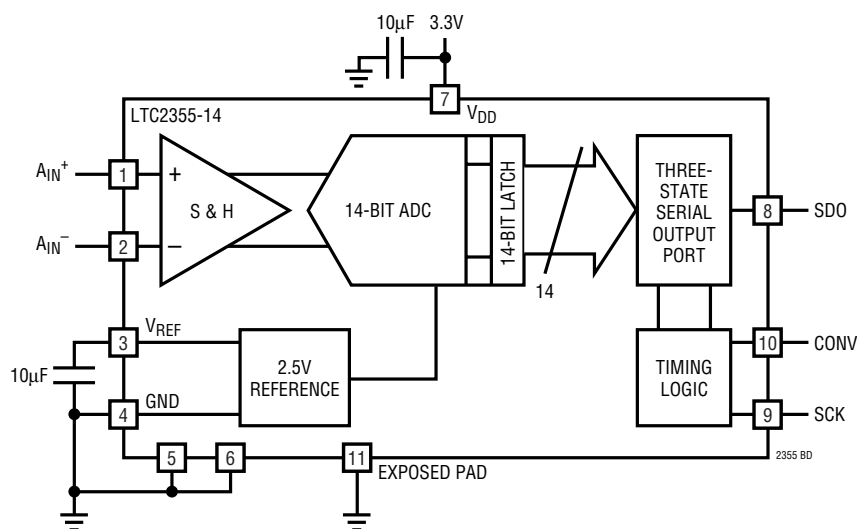 10μF 3.3V
7
LTC2355-14
VDD
AIN+
1
+
S & H
14-BIT ADC
14-BIT LATCH
THREE-
STATE
SERIAL
OUTPUT
PORT
8
SDO
AIN–
2
–
14
3
VREF
10μF
2.5V
REFERENCE
TIMING
LOGIC
10
CONV
4
GND
9
SCK
5
6
11
EXPOSED PAD
2355 BD